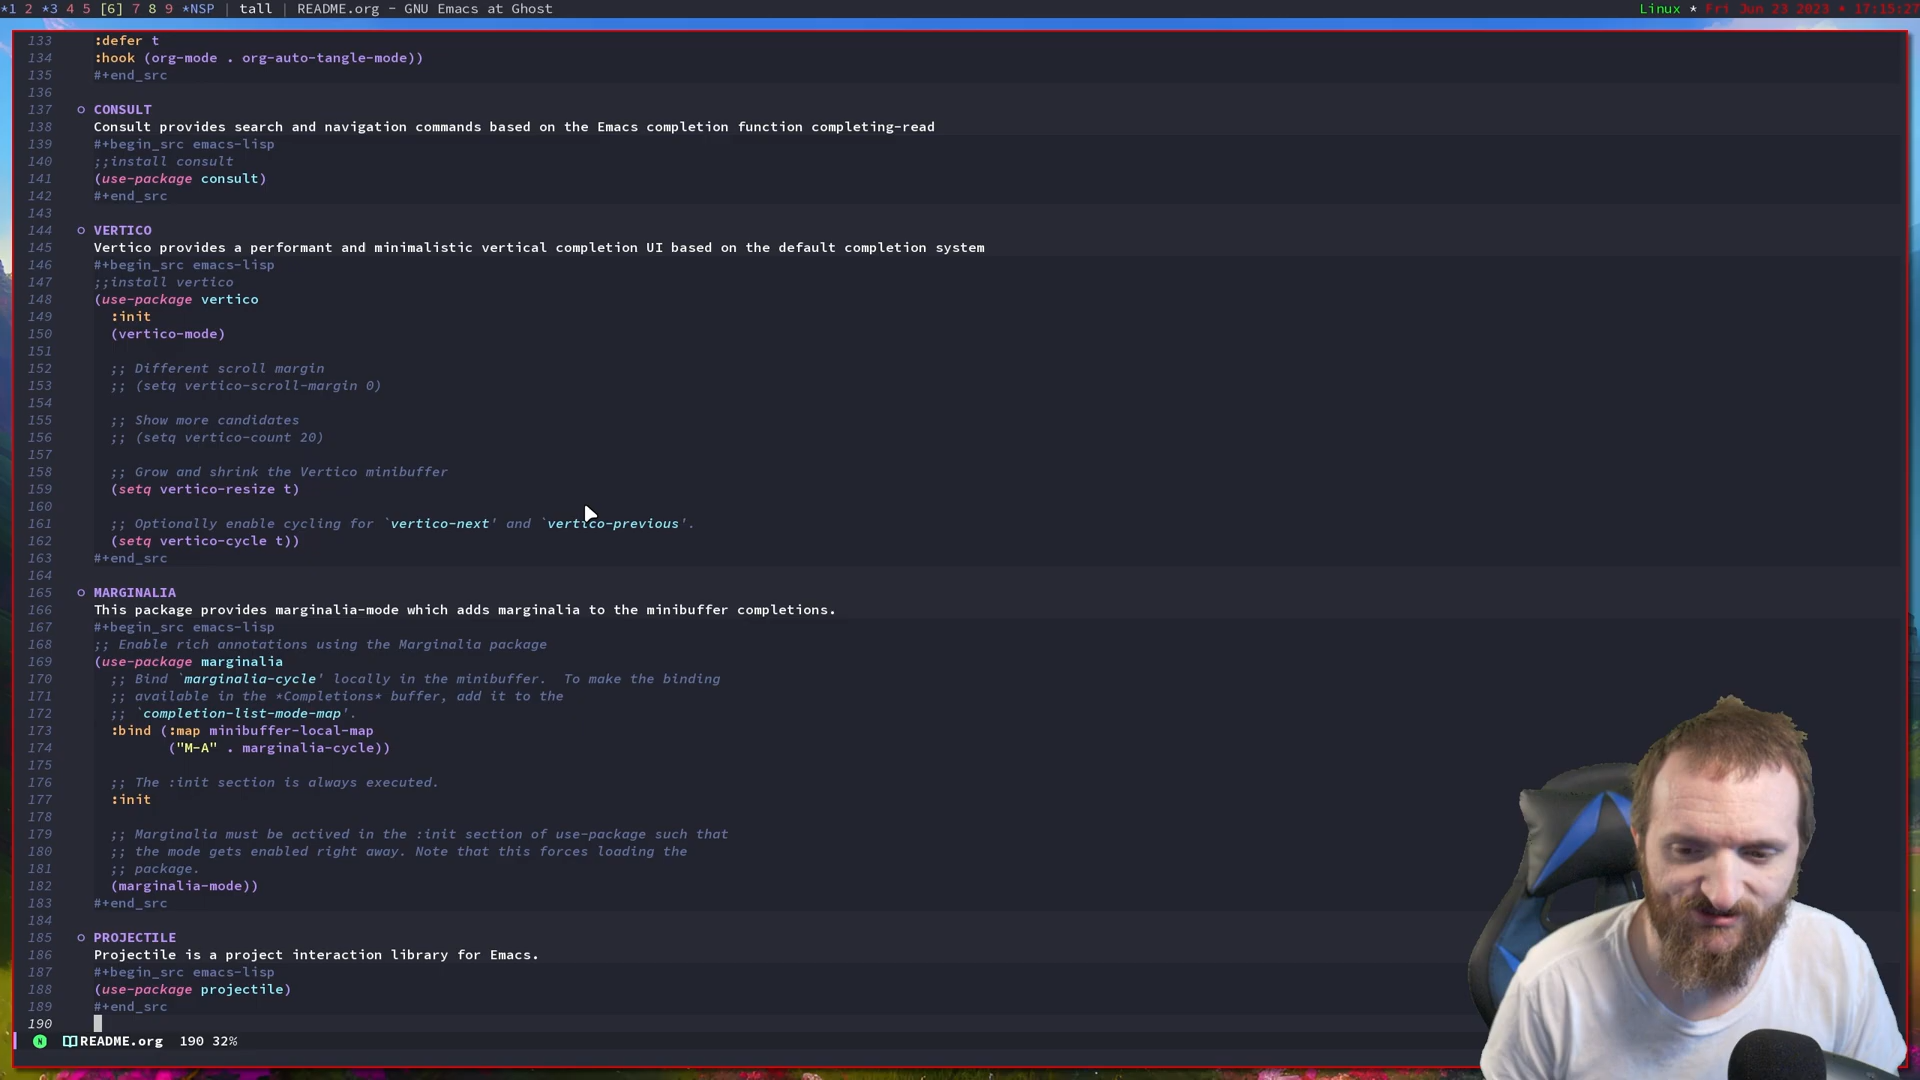 *1 2 *3 4 5 [6] 7 8 9 *NSP | tall | README.org - GNU Emacs at Ghost
Linux * Fri Jun 23 2023 • 17:15:27
133 :defer t
134 :hook (org-mode . org-auto-tangle-mode))
135 #+end_src
136
137 CONSULT
138 Consult provides search and navigation commands based on the Emacs completion function completing-read
139 #+begin_src emacs-lisp
140 ;;install consult
141 (use-package consult)
142 #+end_src
143
144 VERTICO
145 Vertico provides a performant and minimalistic vertical completion UI based on the default completion system
146 #+begin_src emacs-lisp
147 ;;install vertico
148 (use-package vertico
149 :init
150 (vertico-mode)
151
152 ;; Different scroll margin
153 ;; (setq vertico-scroll-margin 0)
154
155 ;; Show more candidates
156 ;; (setq vertico-count 20)
157
158 ;; Grow and shrink the Vertico minibuffer
159 (setq vertico-resize t)
160
161 ;; Optionally enable cycling for `vertico-next' and `vertico-previous'.
162 (setq vertico-cycle t))
163 #+end_src
164
165 MARGINALIA
166 This package provides marginalia-mode which adds marginalia to the minibuffer completions.
167 #+begin_src emacs-lisp
168 ;; Enable rich annotations using the Marginalia package
169 (use-package marginalia
170 ;; Bind `marginalia-cycle' locally in the minibuffer.  To make the binding
171 ;; available in the *Completions* buffer, add it to the
172 ;; `completion-list-mode-map'.
173 :bind (:map minibuffer-local-map
174 ("M-A" . marginalia-cycle))
175
176 ;; The :init section is always executed.
177 :init
178
179 ;; Marginalia must be actived in the :init section of use-package such that
180 ;; the mode gets enabled right away. Note that this forces loading the
181 ;; package.
182 (marginalia-mode))
183 #+end_src
184
185 PROJECTILE
186 Projectile is a project interaction library for Emacs.
187 #+begin_src emacs-lisp
188 (use-package projectile)
189 #+end_src
190
N README.org 190 32%